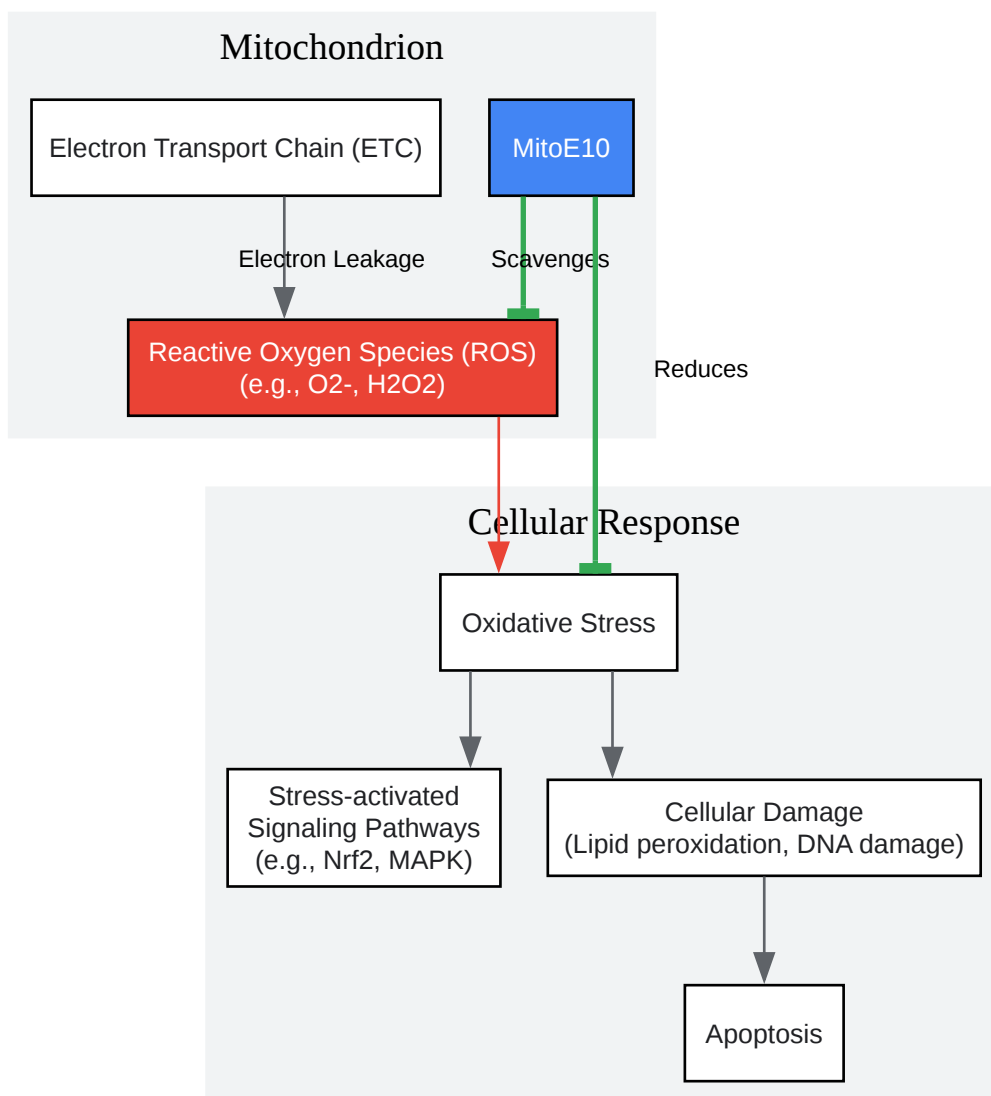 Mitochondrion
Electron Transport Chain (ETC)
MitoE10
Electron Leakage
Scavenges
Reactive Oxygen Species (ROS)
(e.g., O2-, H2O2)
Reduces
Cellular Response
Oxidative Stress
Stress-activated
Signaling Pathways
(e.g., Nrf2, MAPK)
Cellular Damage
(Lipid peroxidation, DNA damage)
Apoptosis